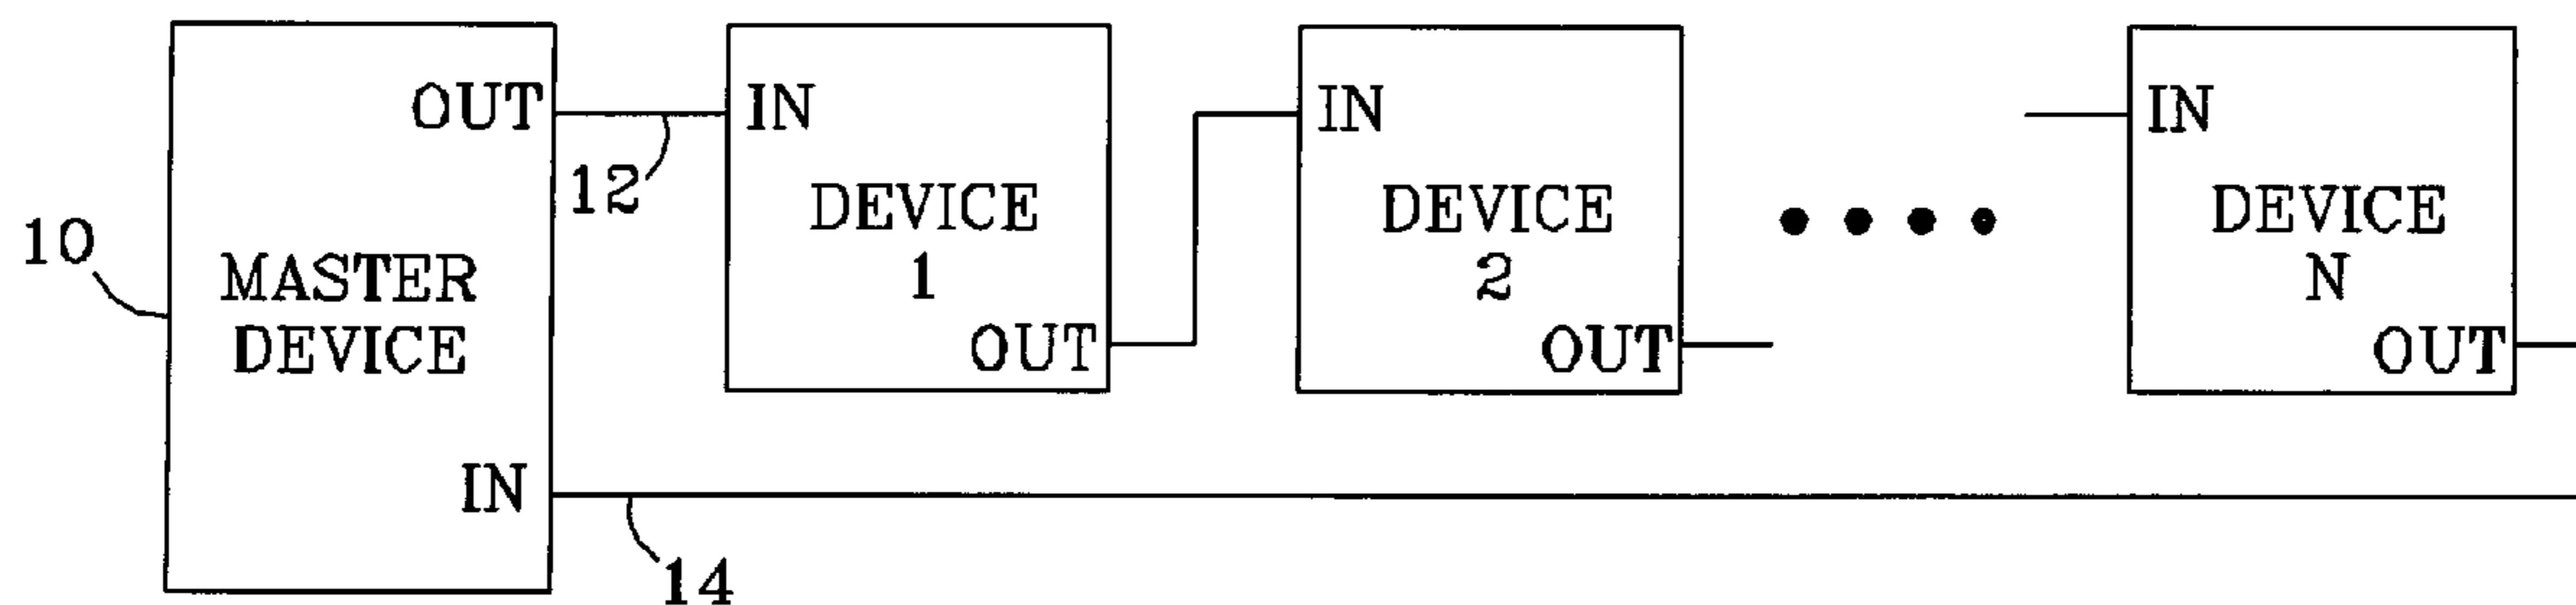 OUT
12
10
MASTER
DEVICE
IN
14
IN
DEVICE
1
OUT
IN
DEVICE
2
OUT
IN
DEVICE
N
OUT